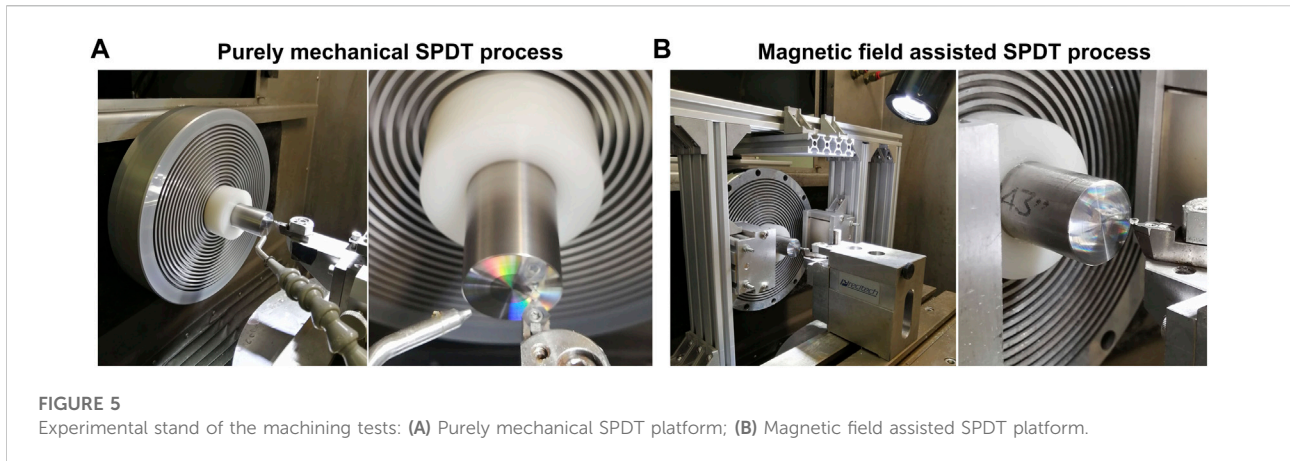 A Purely mechanical SPDT process
B Magnetic field assisted SPDT process
FIGURE 5
Experimental stand of the machining tests: (A) Purely mechanical SPDT platform; (B) Magnetic field assisted SPDT platform.